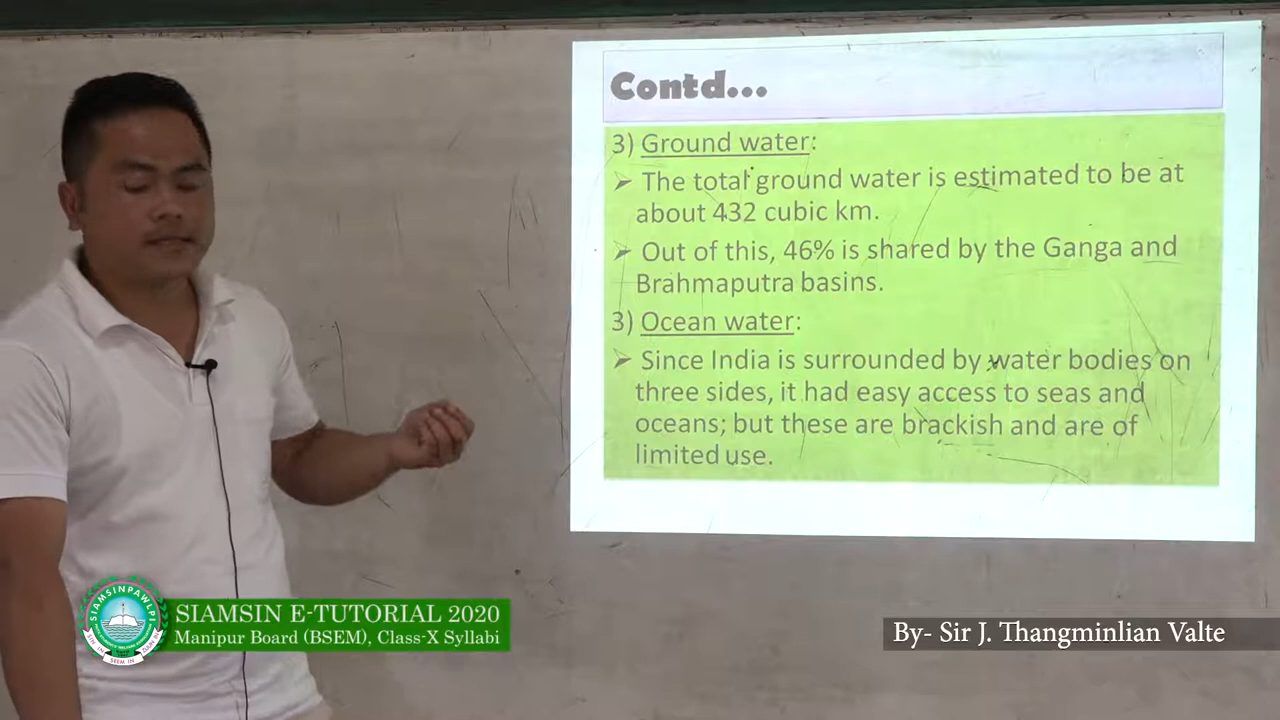 Contd...
3) Ground water:
➢ The total ground water is estimated to be at
about 432 cubic km.
➢ Out of this, 46% is shared by the Ganga and
Brahmaputra basins.
3) Ocean water:
➢ Since India is surrounded by water bodies on
three sides, it had easy access to seas and
oceans; but these are brackish and are of
limited use.
SIAMSINPAWLPI
SIAMSIN E-TUTORIAL 2020
Manipur Board (BSEM), Class-X Syllabi
By- Sir J. Thangminlian Valte